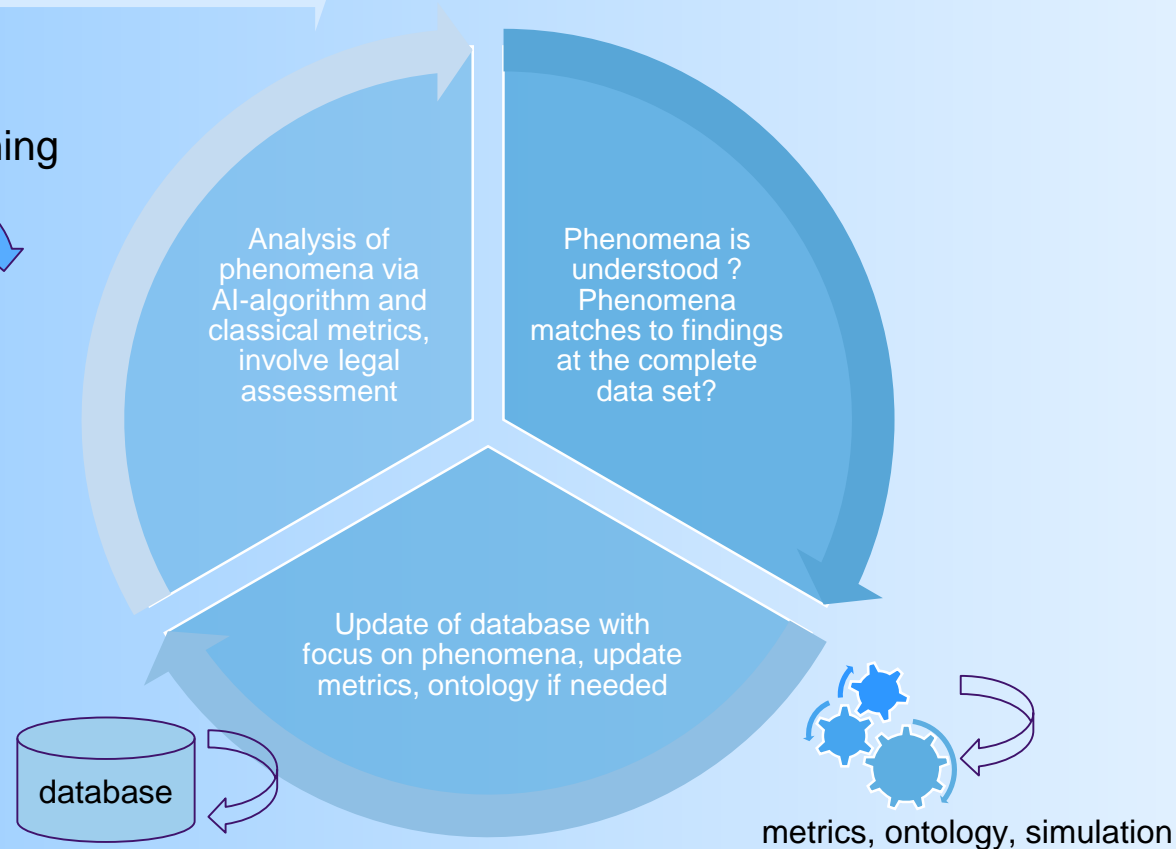 ning
Analysis of
phenomena via
AI-algorithm and
classical metrics,
involve legal
assessment
Phenomena is
understood ?
Phenomena
matches to findings
at the complete
data set?
Update of database with
focus on phenomena, update
metrics, ontology if needed
database
metrics, ontology, simulation